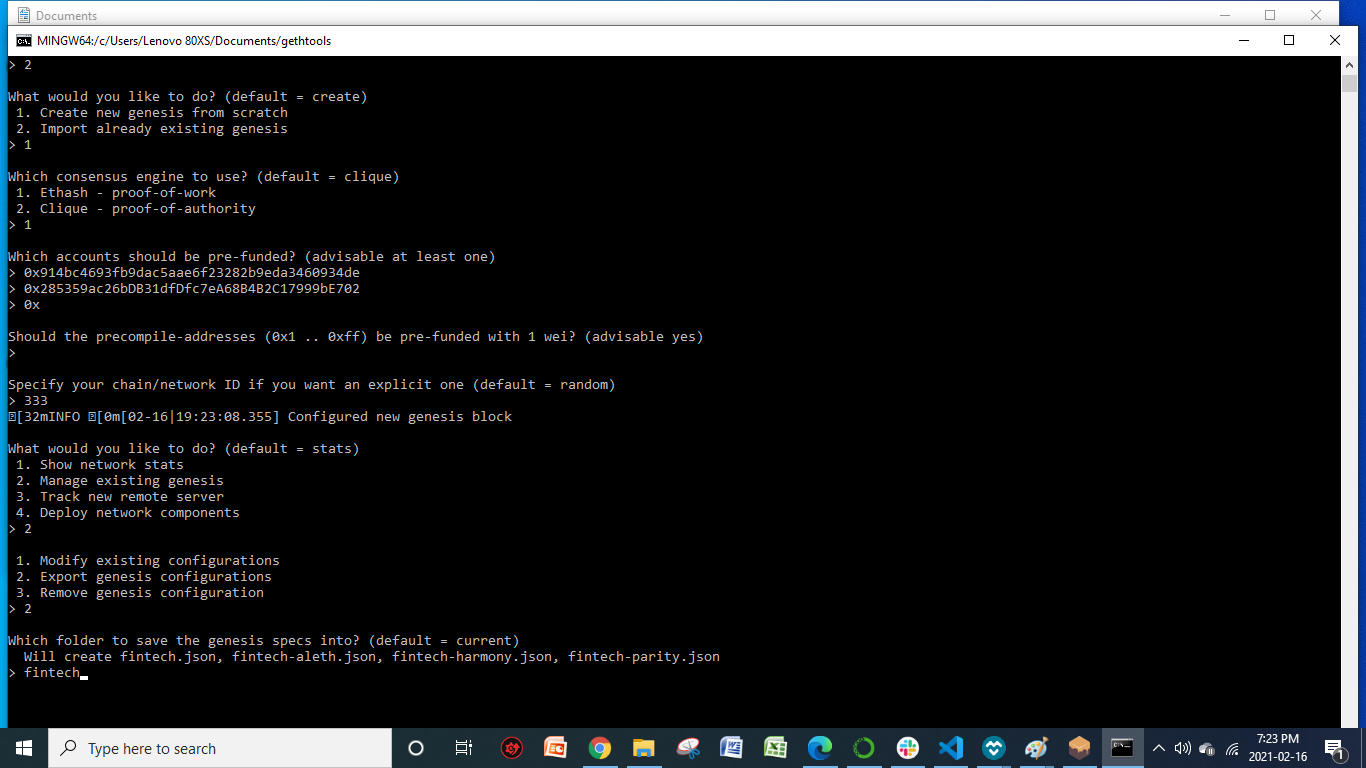 Documents
MINGW64:/c/Users/Lenovo 80XS/Documents/gethtools
> 2
What would you like to do? (default = create)
1. Create new genesis from scratch
2. Import already existing genesis
> 1
Which consensus engine to use? (default = clique)
1. Ethash - proof-of-work
2. Clique - proof-of-authority
> 1
Which accounts should be pre-funded? (advisable at least one)
> 0x914bc4693fb9dac5aae6f23282b9eda3460934de
> 0x285359ac26bDB31dfDfc7eA68B4B2C17999bE702
> 0x
Should the precompile-addresses (0x1 .. 0xff) be pre-funded with 1 wei? (advisable yes)
>
Specify your chain/network ID if you want an explicit one (default = random)
> 333
[32mINFO [0m[02-16|19:23:08.355] Configured new genesis block
What would you like to do? (default = stats)
1. Show network stats
2. Manage existing genesis
3. Track new remote server
4. Deploy network components
> 2
1. Modify existing configurations
2. Export genesis configurations
3. Remove genesis configuration
> 2
Which folder to save the genesis specs into? (default = current)
Will create fintech.json, fintech-aleth.json, fintech-harmony.json, fintech-parity.json
> fintech
Type here to search
7:23 PM
2021-02-16
1